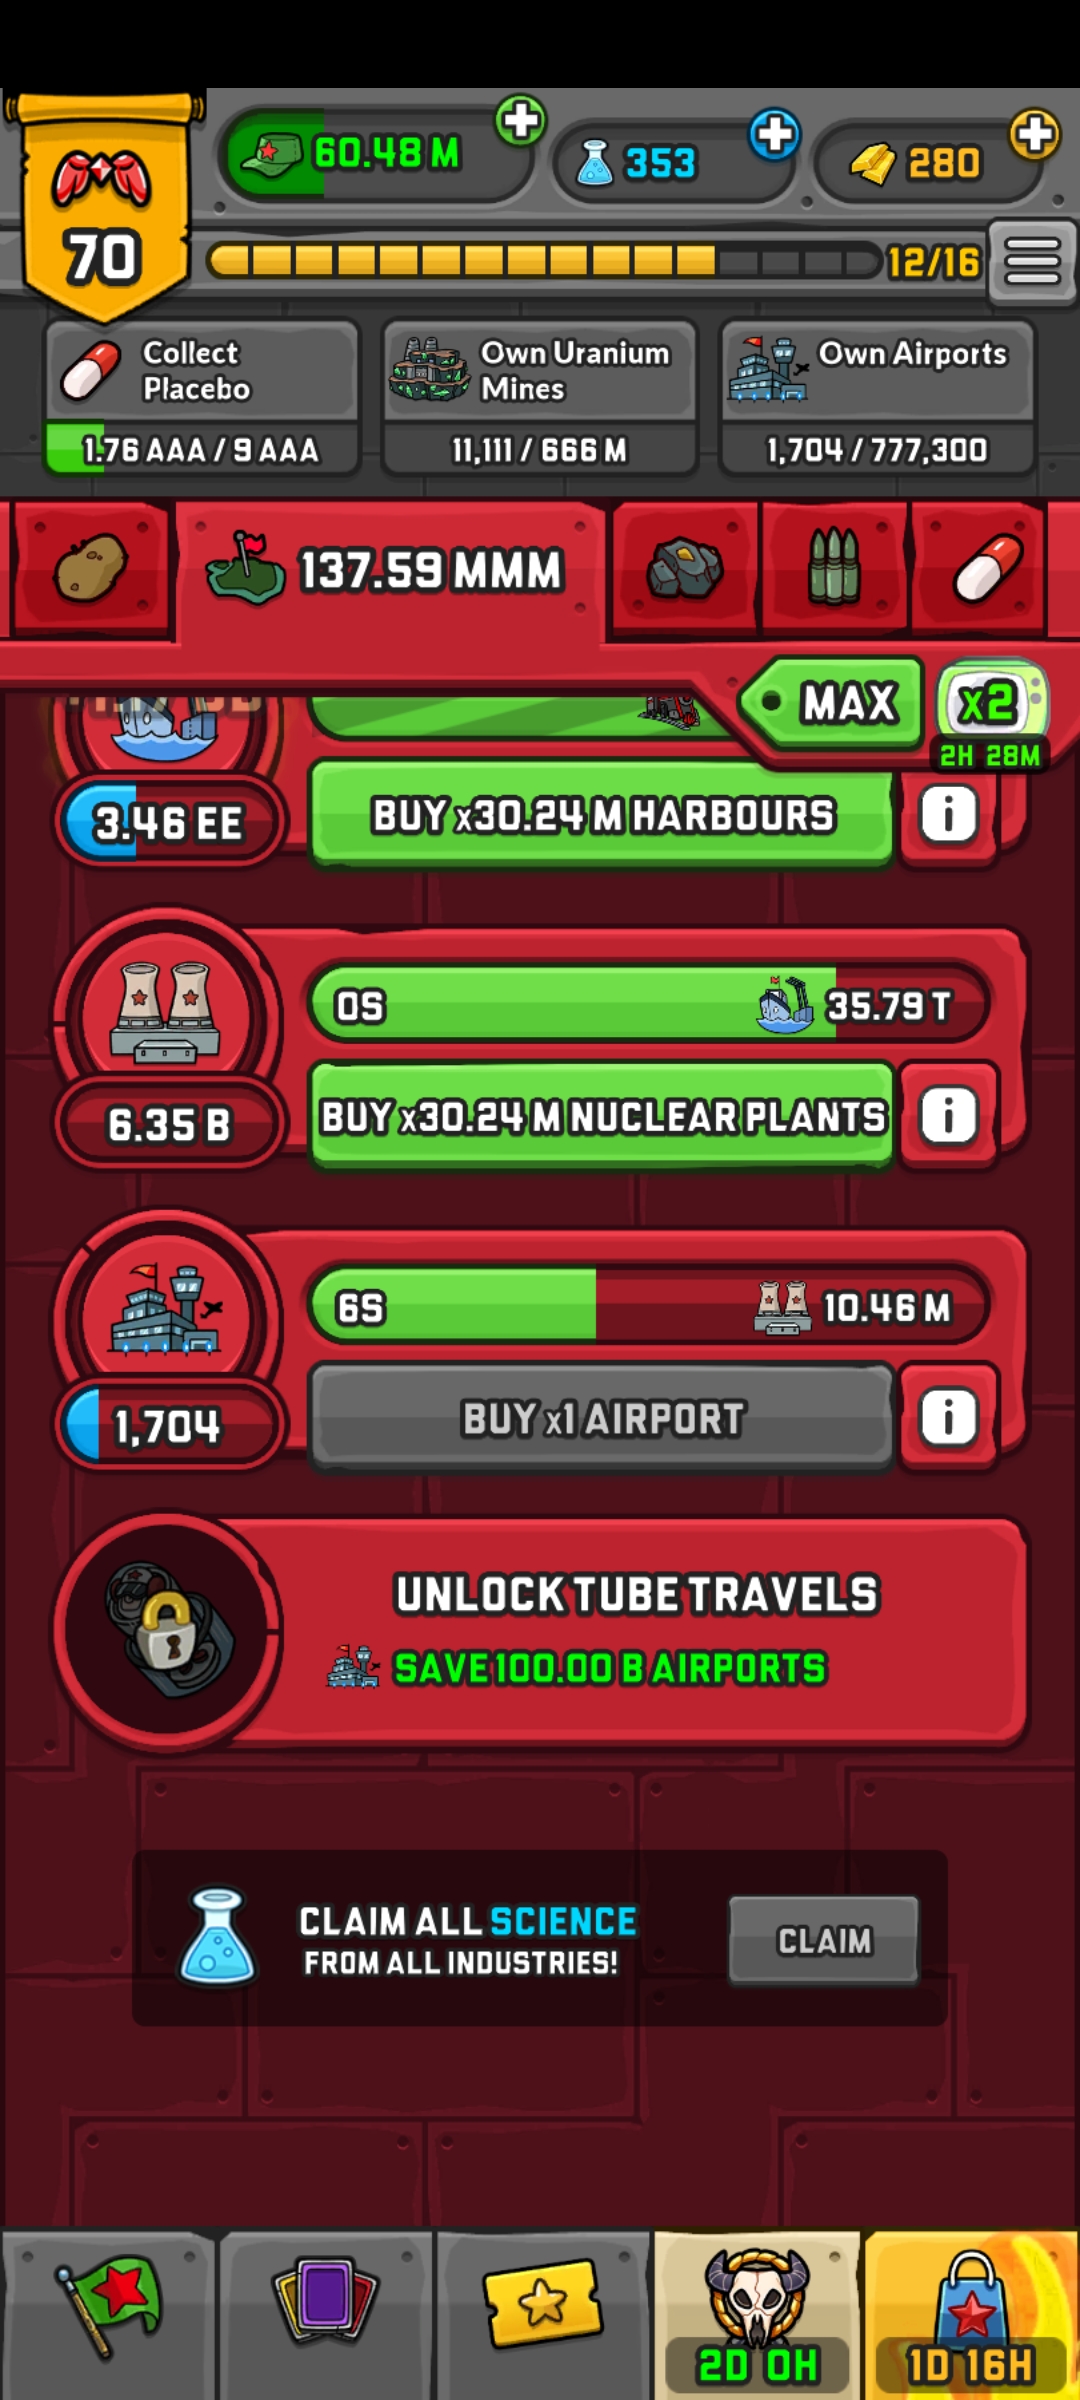 60.48 M
353
280
70
12/16
Collect
Placebo
1.76 AAA / 9 AAA
Own Uranium
Mines
11,111 / 666 M
Own Airports
1,704 / 777,300
137.59 MMM
MAX
x2
2H 28M
3.46 EE
BUY x30.24 M HARBOURS
i
0S
35.79 T
6.35 B
BUY x30.24 M NUCLEAR PLANTS
i
6S
10.46 M
1,704
BUY x1 AIRPORT
i
UNLOCK TUBE TRAVELS
SAVE 100.00 B AIRPORTS
CLAIM ALL SCIENCE
FROM ALL INDUSTRIES!
CLAIM
2D 0H
1D 16H